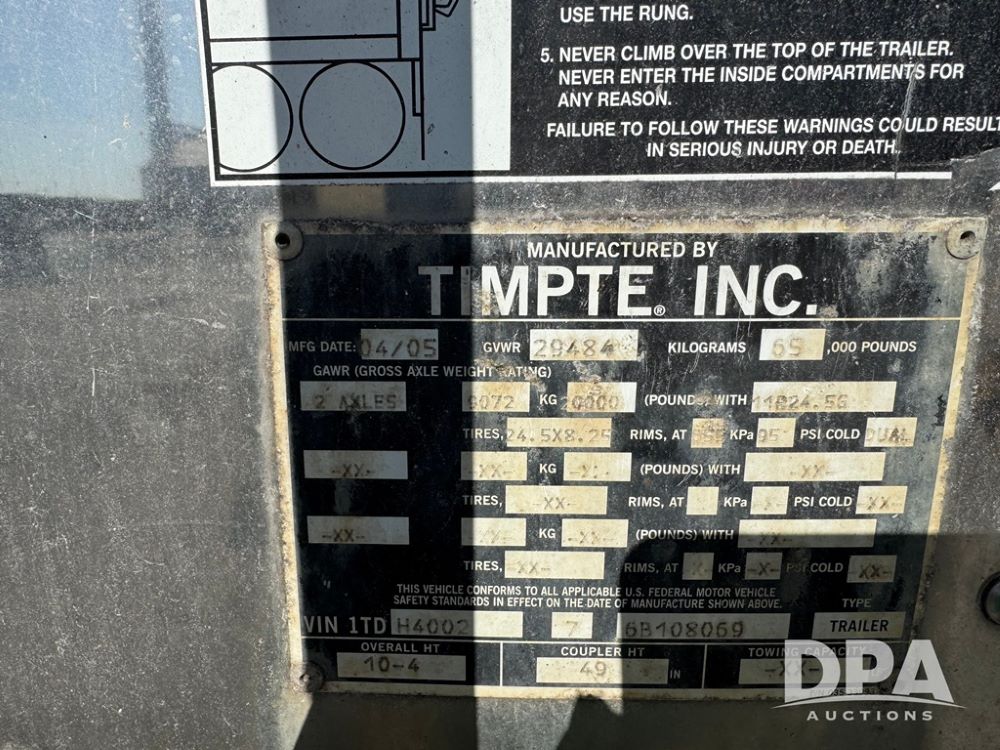 USE THE RUNG.
5. NEVER CLIMB OVER THE TOP OF THE TRAILER.
NEVER ENTER THE INSIDE COMPARTMENTS FOR
ANY REASON.
FAILURE TO FOLLOW THESE WARNINGS COULD RESULT
IN SERIOUS INJURY OR DEATH.
MANUFACTURED BY
TIMPTE® INC.
MFG DATE: 04/05 GVWR 29484 KILOGRAMS 65 ,000 POUNDS
GAWR (GROSS AXLE WEIGHT RATING)
2 AXLES 9072 KG 20000 (POUNDS) WITH 11R24.5G
TIRES, 24.5X8.25 RIMS, AT KPa 95 PSI COLD DUAL
-XX- -XX- KG (POUNDS) WITH -XX-
TIRES, -XX- RIMS, AT KPa PSI COLD -XX-
-XX- KG -XX- (POUNDS) WITH -XX-
TIRES, -XX- RIMS, AT KPa -X- PSI COLD -XX-
THIS VEHICLE CONFORMS TO ALL APPLICABLE U.S. FEDERAL MOTOR VEHICLE
SAFETY STANDARDS IN EFFECT ON THE DATE OF MANUFACTURE SHOWN ABOVE.
TYPE
VIN 1TD H4002 7 6B108069 TRAILER
OVERALL HT COUPLER HT TOWING CAPACITY
10-4 49 IN -XX-
DPA
AUCTIONS